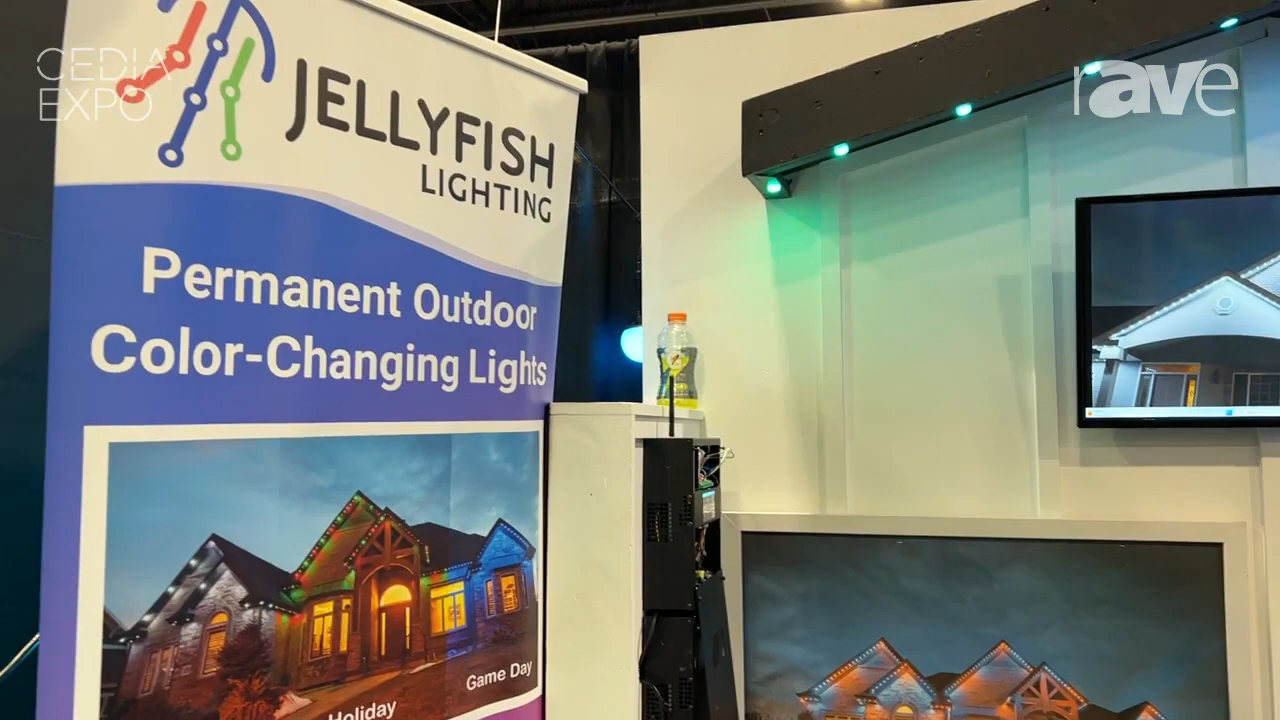 CEDIA
EXPO
rave
JELLYFISH
LIGHTING
Permanent Outdoor
Color-Changing Lights
Game Day
Holiday